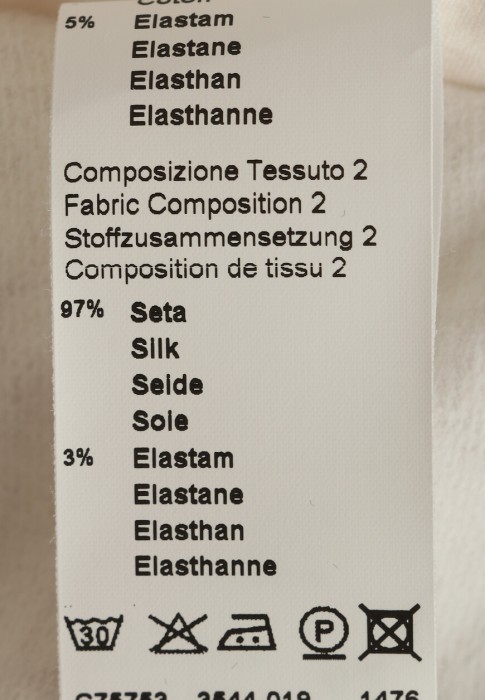 5% Elastam
Elastane
Elasthan
Elasthanne
Composizione Tessuto 2
Fabric Composition 2
Stoffzusammensetzung 2
Composition de tissu 2
97% Seta
Silk
Seide
Soie
3% Elastam
Elastane
Elasthan
Elasthanne
30 P